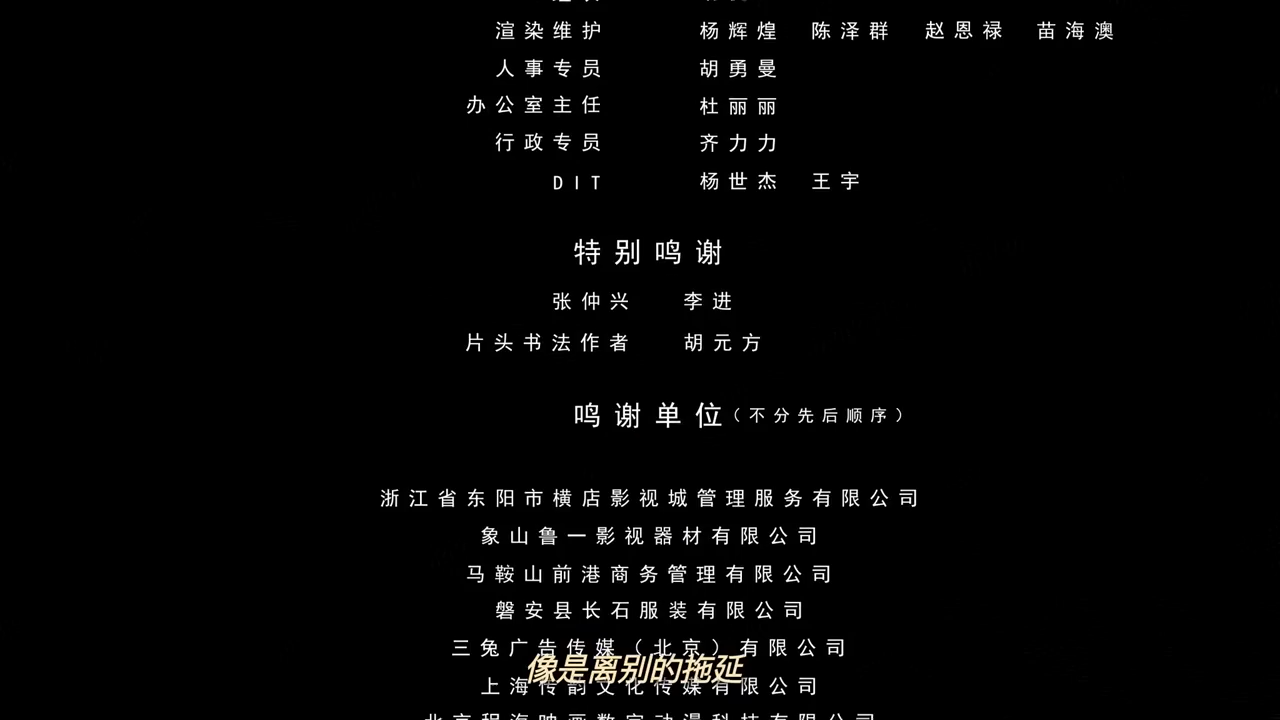 渲染维护 杨辉煌 陈泽群 赵恩禄 苗海澳
人事专员 胡勇曼
办公室主任 杜丽丽
行政专员 齐力力
DIT 杨世杰 王宇
特别鸣谢
张仲兴 李进
片头书法作者 胡元方
鸣谢单位（不分先后顺序）
浙江省东阳市横店影视城管理服务有限公司
象山鲁一影视器材有限公司
马鞍山前港商务管理有限公司
磐安县长石服装有限公司
三兔广告传媒（北京）有限公司
像是离别的拖延
上海传韵文化传媒有限公司